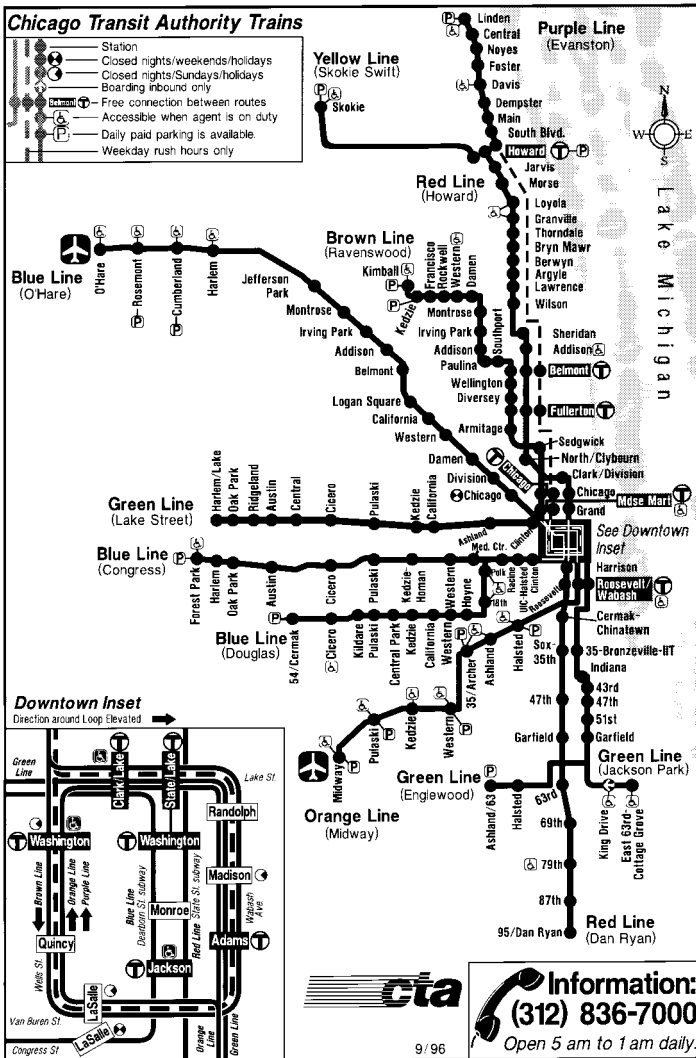 Chicago Transit Authority Trains
Station
Closed nights/weekends/holidays
Closed nights/Sundays/holidays
Boarding inbound only
Belmont T Free connection between routes
Accessible when agent is on duty
P Daily paid parking is available.
Weekday rush hours only
Purple Line
(Evanston)
P Linden
Central
Noyes
Foster
Davis
Dempster
Main
South Blvd.
Howard T P
Yellow Line
(Skokie Swift)
P
Skokie
N
W E
S
Lake Michigan
Red Line
(Howard)
Jarvis
Morse
Loyola
Granville
Thorndale
Bryn Mawr
Berwyn
Argyle
Lawrence
Wilson
Sheridan
Addison
Belmont T
Fullerton T
North/Clybourn
Clark/Division
Chicago
Grand
Brown Line
(Ravenswood)
Kimball
P
Kedzie
Francisco
Rockwell
Western
Damen
Montrose
Irving Park
Addison
Paulina
Southport
Wellington
Diversey
Armitage
Sedgwick
T Chicago
Mdse Mart T
Blue Line
(O'Hare)
O'Hare
Rosemont
P
Cumberland
P
Harlem
Jefferson
Park
Montrose
Irving Park
Addison
Belmont
Logan Square
California
Western
Damen
Division
Chicago
Green Line
(Lake Street)
Harlem/Lake
Oak Park
Ridgeland
Austin
Central
Cicero
Pulaski
Kedzie
California
Ashland
Clinton
See Downtown
Inset
Blue Line
(Congress)
P
Forest Park
Harlem
Oak Park
Austin
Cicero
Pulaski
Kedzie-
Homan
Western
Med. Ctr.
Racine
UIC-Halsted
Clinton
Blue Line
(Douglas)
P
54/Cermak
Cicero
Kildare
Pulaski
Central Park
Kedzie
California
Western
Hoyne
18th
Polk
Harrison
Roosevelt/
Wabash T
Roosevelt
Cermak-
Chinatown
Sox-
35th
35-Bronzeville-IIT
Indiana
43rd
47th
47th
51st
Garfield
Garfield
Green Line
(Jackson Park)
35/Archer
P
Ashland
Halsted
P
Western
P
Kedzie
Pulaski
P
Midway
P
Orange Line
(Midway)
Green Line
(Englewood)
P
Ashland/63
Halsted
63rd
King Drive
East 63rd-
Cottage Grove
69th
79th
87th
95/Dan Ryan
Red Line
(Dan Ryan)
Downtown Inset
Direction around Loop Elevated
Green
Line
T
Clark/Lake
T
State/Lake
Lake St.
Randolph
T Washington
T Washington
Brown Line
Orange Line
Purple Line
Blue Line
Dearborn St. subway
Red Line State St. subway
Madison
Wabash
Ave.
Monroe
Quincy
Wells St.
Adams T
T Jackson
LaSalle
Van Buren St.
LaSalle
Congress St
Orange
Line
Green Line
cta
9/96
Information:
(312) 836-7000
Open 5 am to 1 am daily.